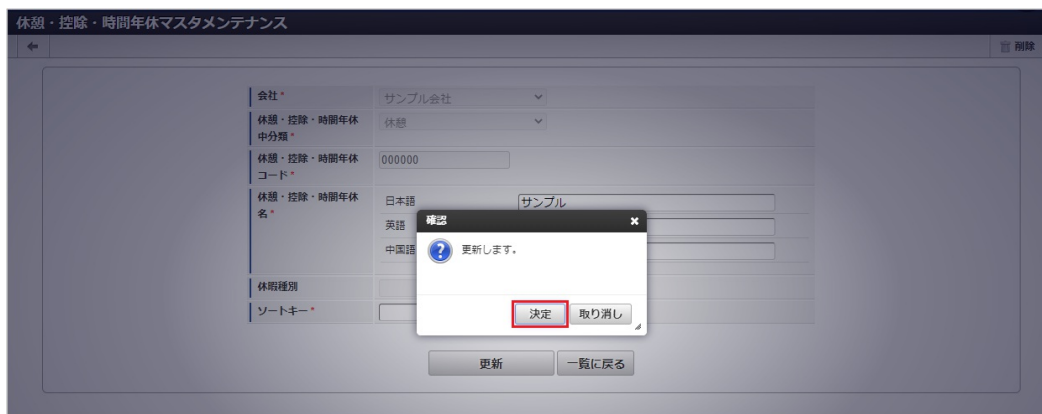 休憩・控除・時間年休マスタメンテナンス
削除
会社* サンプル会社
休憩・控除・時間年休
中分類* 休憩
休憩・控除・時間年休
コード* 000000
休憩・控除・時間年休
名*
日本語 サンプル
英語
中国語
確認
更新します。
決定 取り消し
休暇種別
ソートキー*
更新 一覧に戻る